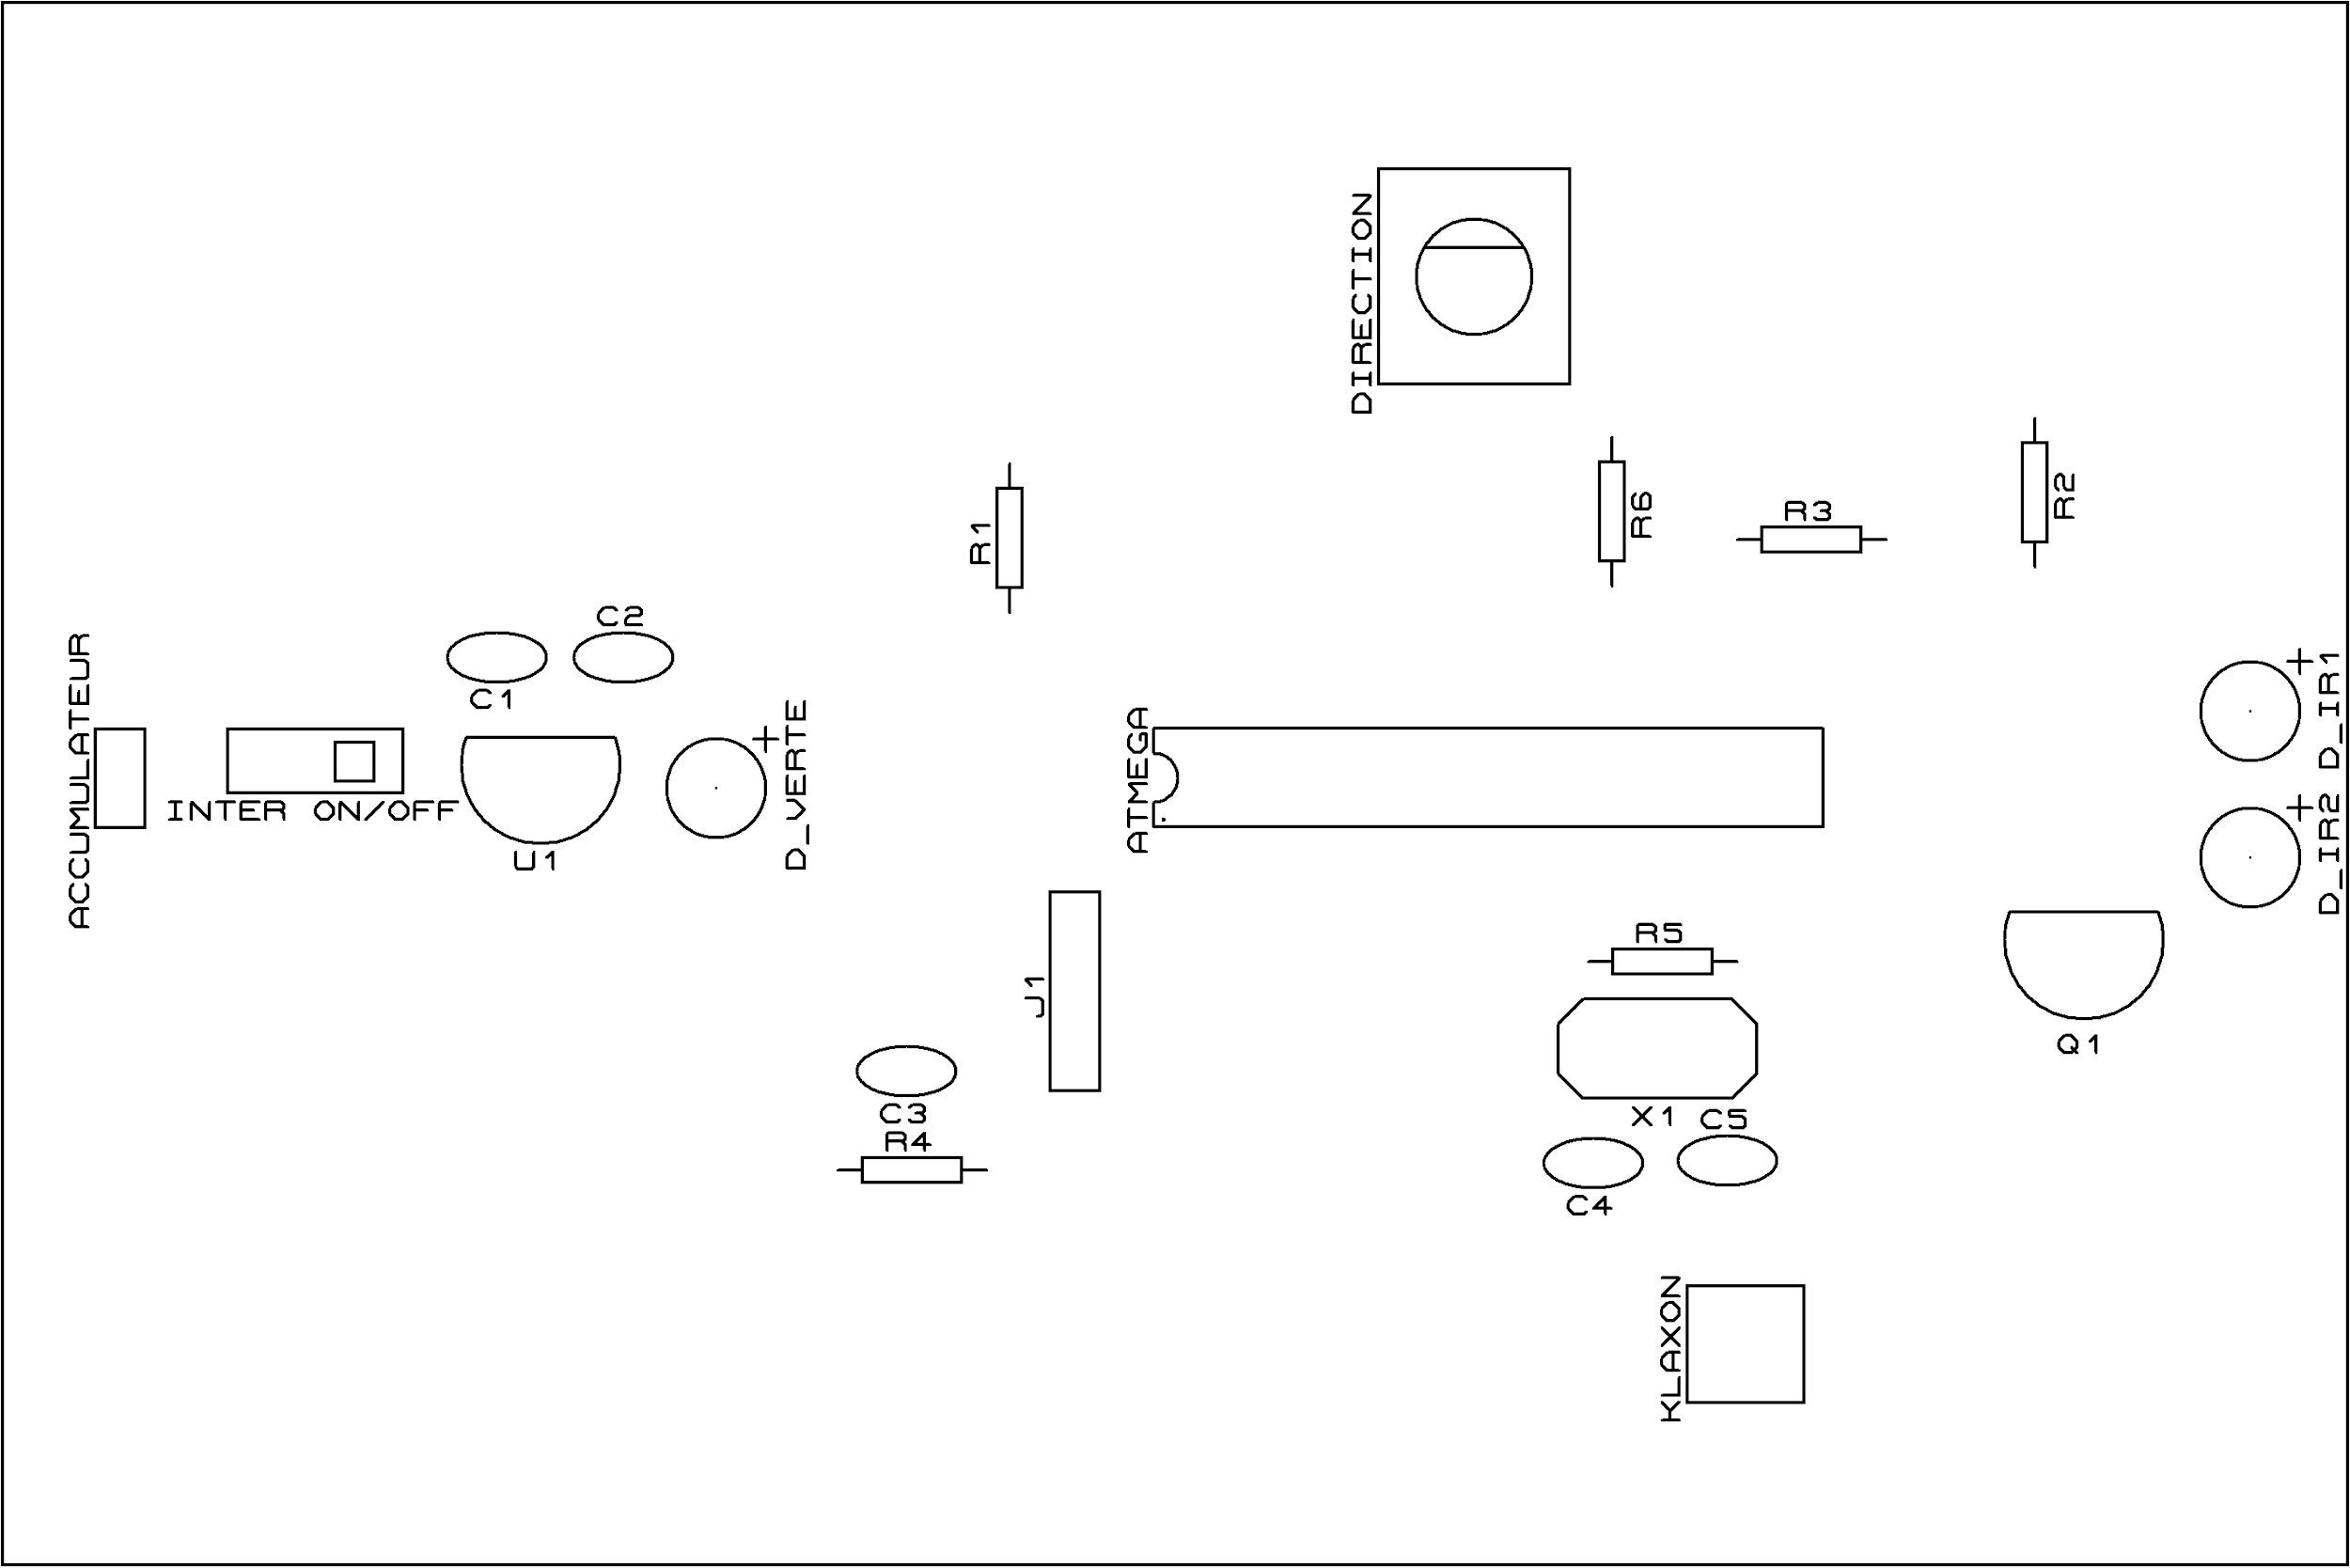 DIRECTION
R1
R6
R3
R2
C2
C1
ACCUMULATEUR
INTER ON/OFF
U1
D_VERTE
ATMEGA
D_IR1
D_IR2
J1
R5
Q1
C3
R4
X1
C5
C4
KLAXON